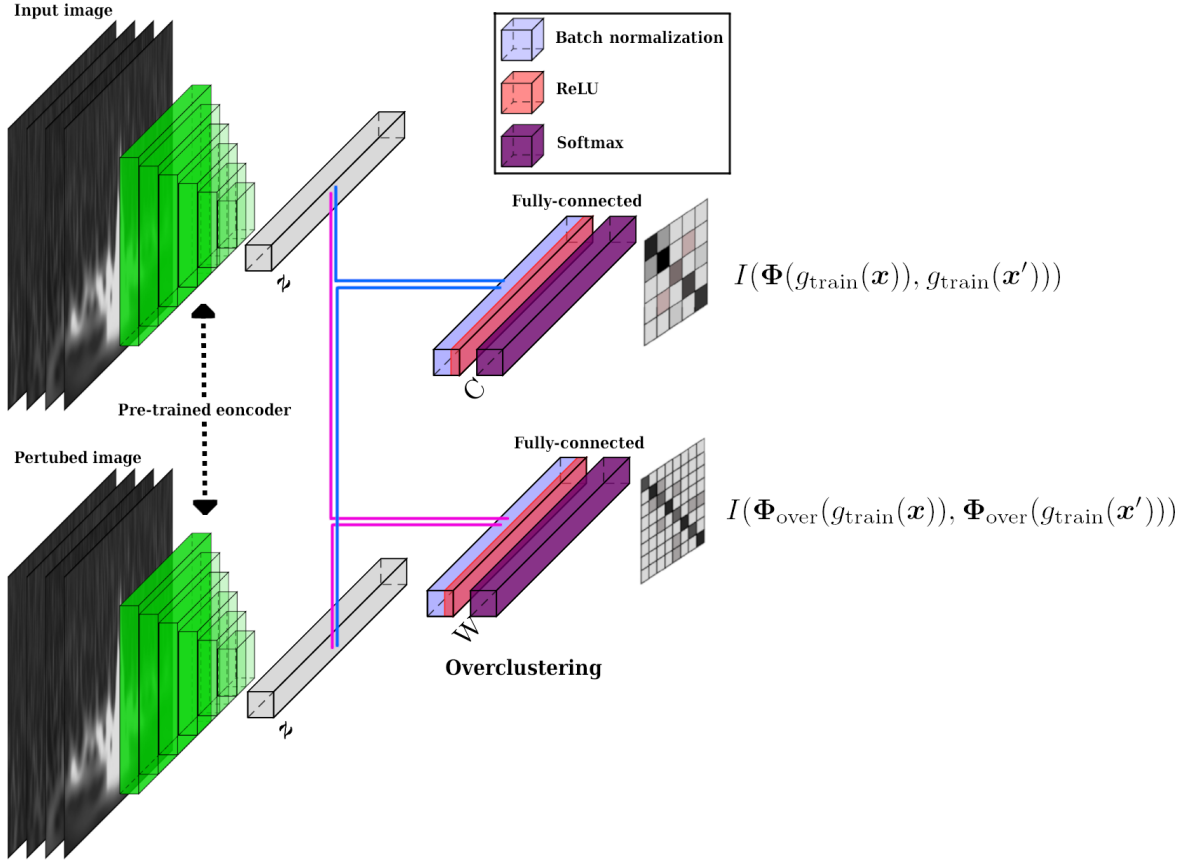 Input image
Batch normalization
ReLU
Softmax
Fully-connected
z
I(Φ(g_train(x)), g_train(x′)))
C
Pre-trained eoncoder
Pertubed image
Fully-connected
I(Φ_over(g_train(x)), Φ_over(g_train(x′)))
W
Overclustering
z